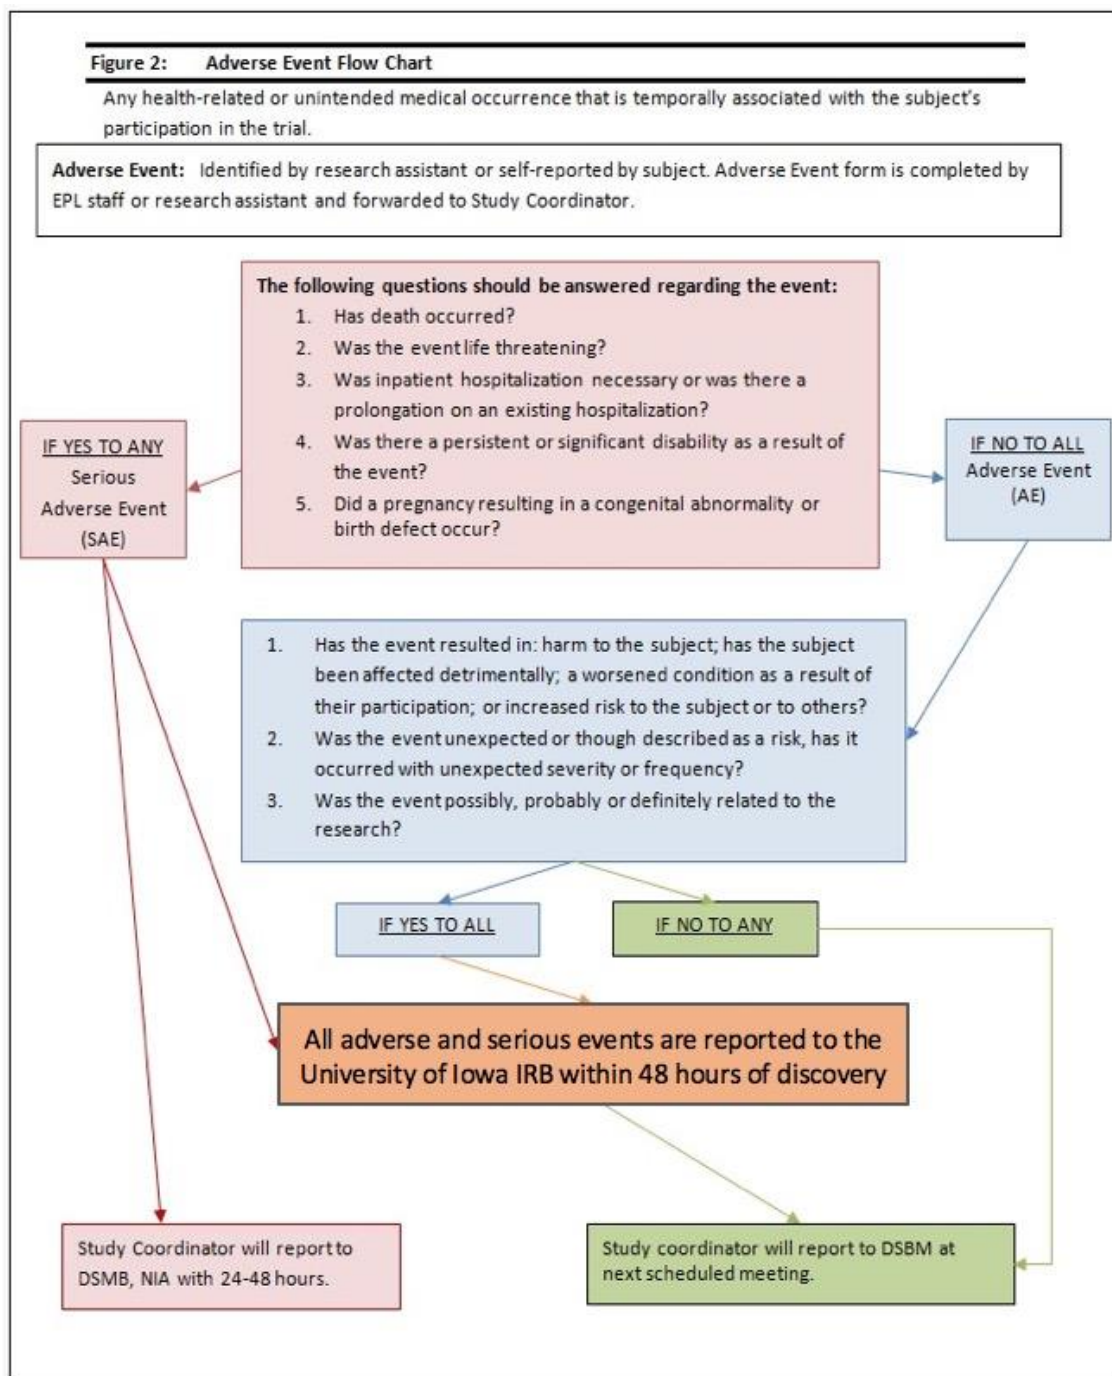 Figure 2: Adverse Event Flow Chart
Any health-related or unintended medical occurrence that is temporally associated with the subject's
participation in the trial.
Adverse Event: Identified by research assistant or self-reported by subject. Adverse Event form is completed by
EPL staff or research assistant and forwarded to Study Coordinator.
The following questions should be answered regarding the event:
1. Has death occurred?
2. Was the event life threatening?
3. Was inpatient hospitalization necessary or was there a
prolongation on an existing hospitalization?
4. Was there a persistent or significant disability as a result of
the event?
5. Did a pregnancy resulting in a congenital abnormality or
birth defect occur?
IF YES TO ANY
Serious
Adverse Event
(SAE)
IF NO TO ALL
Adverse Event
(AE)
1. Has the event resulted in: harm to the subject; has the subject
been affected detrimentally; a worsened condition as a result of
their participation; or increased risk to the subject or to others?
2. Was the event unexpected or though described as a risk, has it
occurred with unexpected severity or frequency?
3. Was the event possibly, probably or definitely related to the
research?
IF YES TO ALL
IF NO TO ANY
All adverse and serious events are reported to the
University of Iowa IRB within 48 hours of discovery
Study Coordinator will report to
DSMB, NIA with 24-48 hours.
Study coordinator will report to DSBM at
next scheduled meeting.